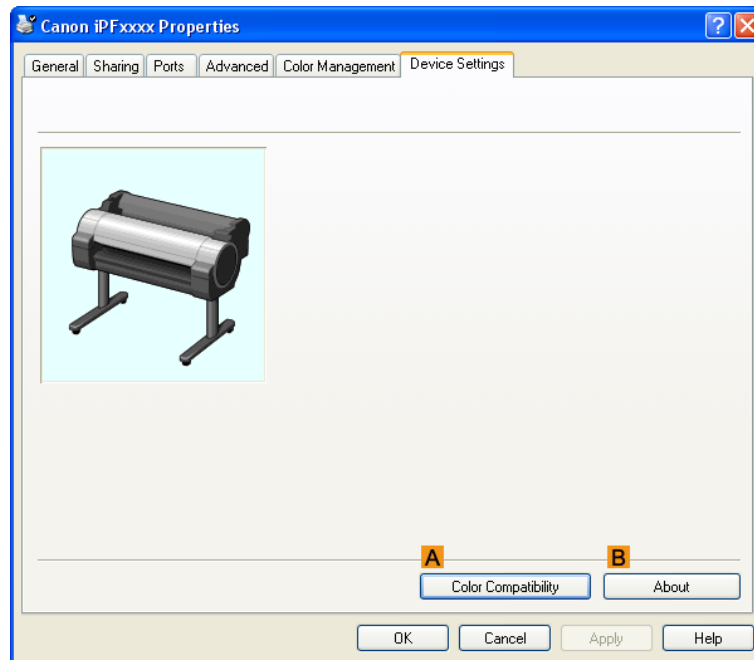 Canon iPFxxxx Properties
General Sharing Ports Advanced Color Management Device Settings
A B
Color Compatibility About
OK Cancel Apply Help